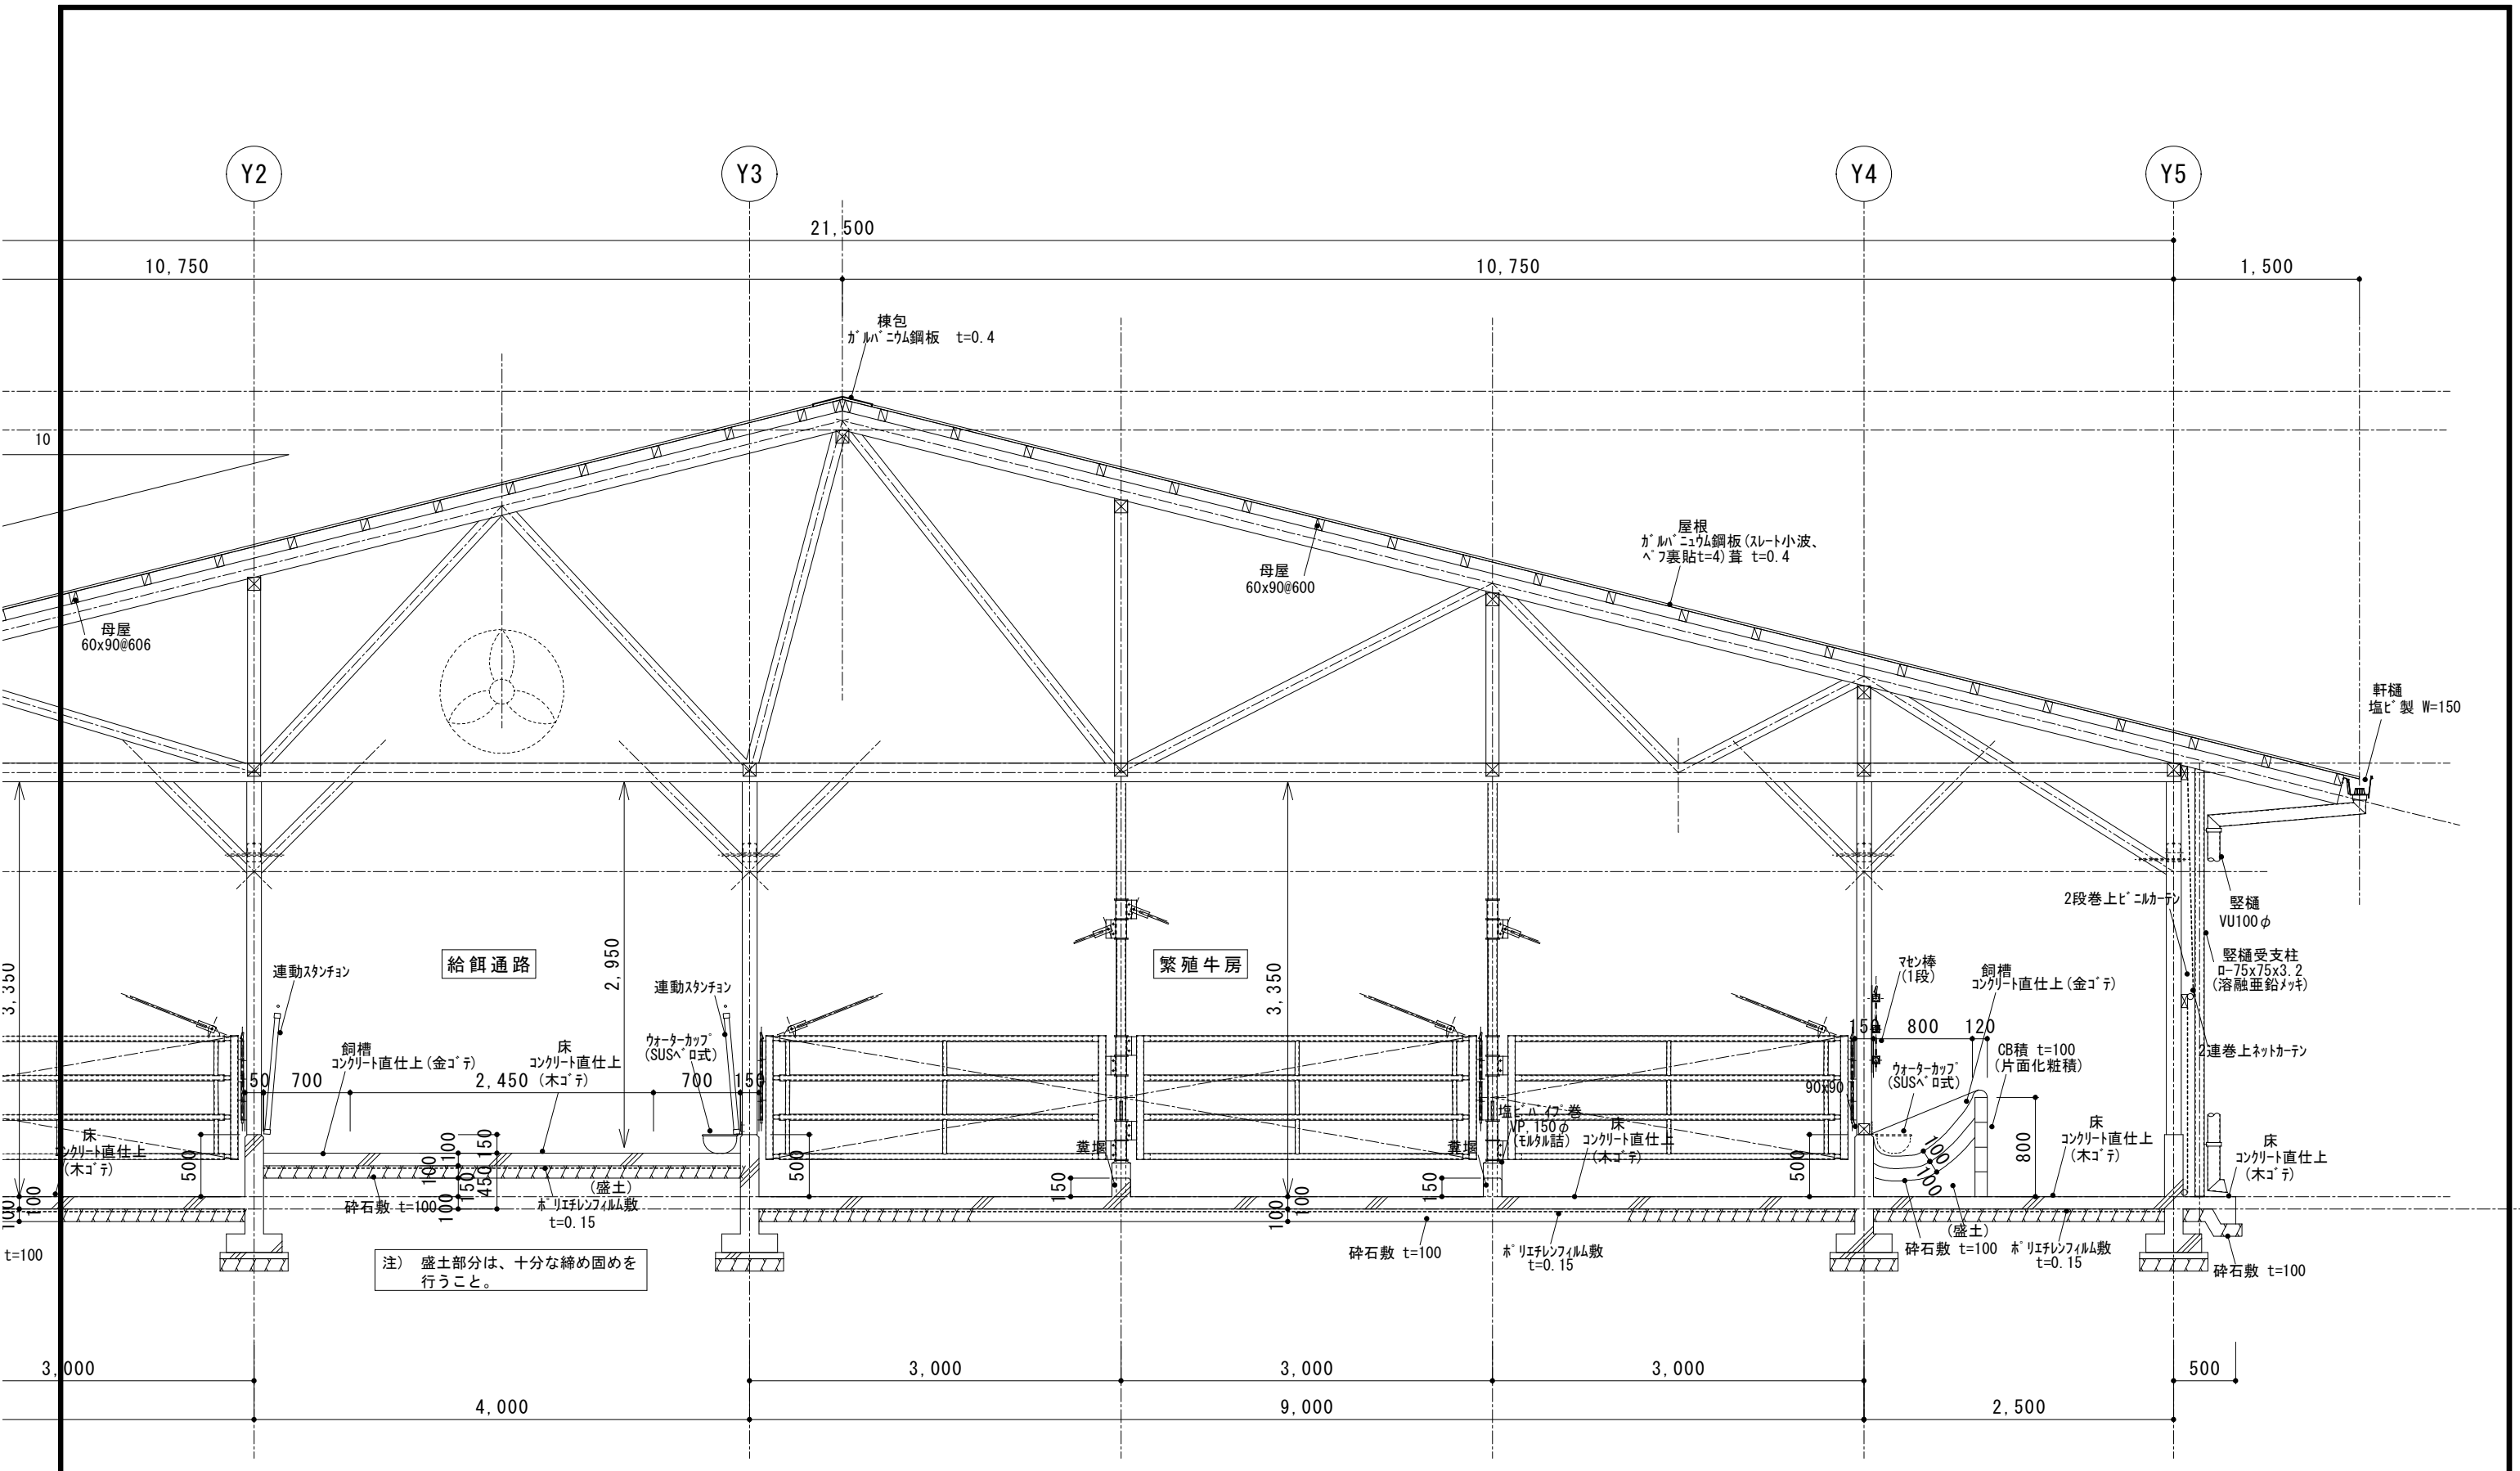 Y2
Y3
Y4
Y5
21,500
10,750
10,750
1,500
棟包
ガルバニウム鋼板 t=0.4
10
屋根
ガルバニュウム鋼板(スレート小波、
ペフ裏貼t=4)葺 t=0.4
母屋
60x90@600
母屋
60x90@606
軒樋
塩ビ製 W=150
2段巻上ビニルカーテン
竪樋
VU100φ
竪樋受支柱
ロ-75x75x3.2
(溶融亜鉛メッキ)
給餌通路
繁殖牛房
連動スタンチョン
連動スタンチョン
2,950
3,350
3,350
マセン棒
(1段)
飼槽
コンクリート直仕上(金ゴテ)
150
800
120
ウォーターカップ
(SUSベロ式)
飼槽
コンクリート直仕上(金ゴテ)
床
コンクリート直仕上
(木ゴテ)
CB積 t=100
(片面化粧積)
2連巻上ネットカーテン
ウォーターカップ
(SUSベロ式)
90x90
50
700
2,450
700
150
塩ビパイプ巻
VP,150φ
(モルタル詰)
糞堰
糞堰
床
コンクリート直仕上
(木ゴテ)
床
コンクリート直仕上
(木ゴテ)
床
コンクリート直仕上
(木ゴテ)
床
コンクリート直仕上
(木ゴテ)
500
100
150
100
150
450
100
500
150
150
500
100
100
800
100
100
100
100
(盛土)
砕石敷 t=100
ポリエチレンフィルム敷
t=0.15
砕石敷 t=100
ポリエチレンフィルム敷
t=0.15
(盛土)
砕石敷 t=100
ポリエチレンフィルム敷
t=0.15
砕石敷 t=100
t=100
注) 盛土部分は、十分な締め固めを
行うこと。
3,000
3,000
3,000
3,000
500
4,000
9,000
2,500